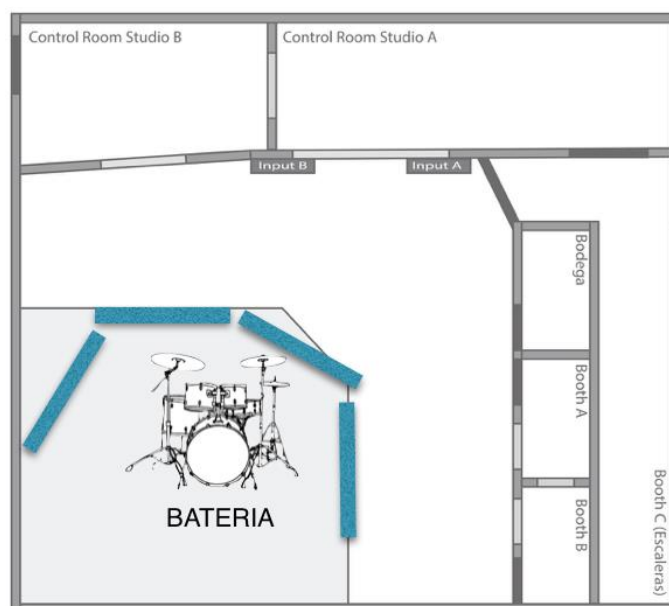 Control Room Studio B
Control Room Studio A
Input B
Input A
Bodega
Booth A
Booth B
Booth C (Escaleras)
BATERIA